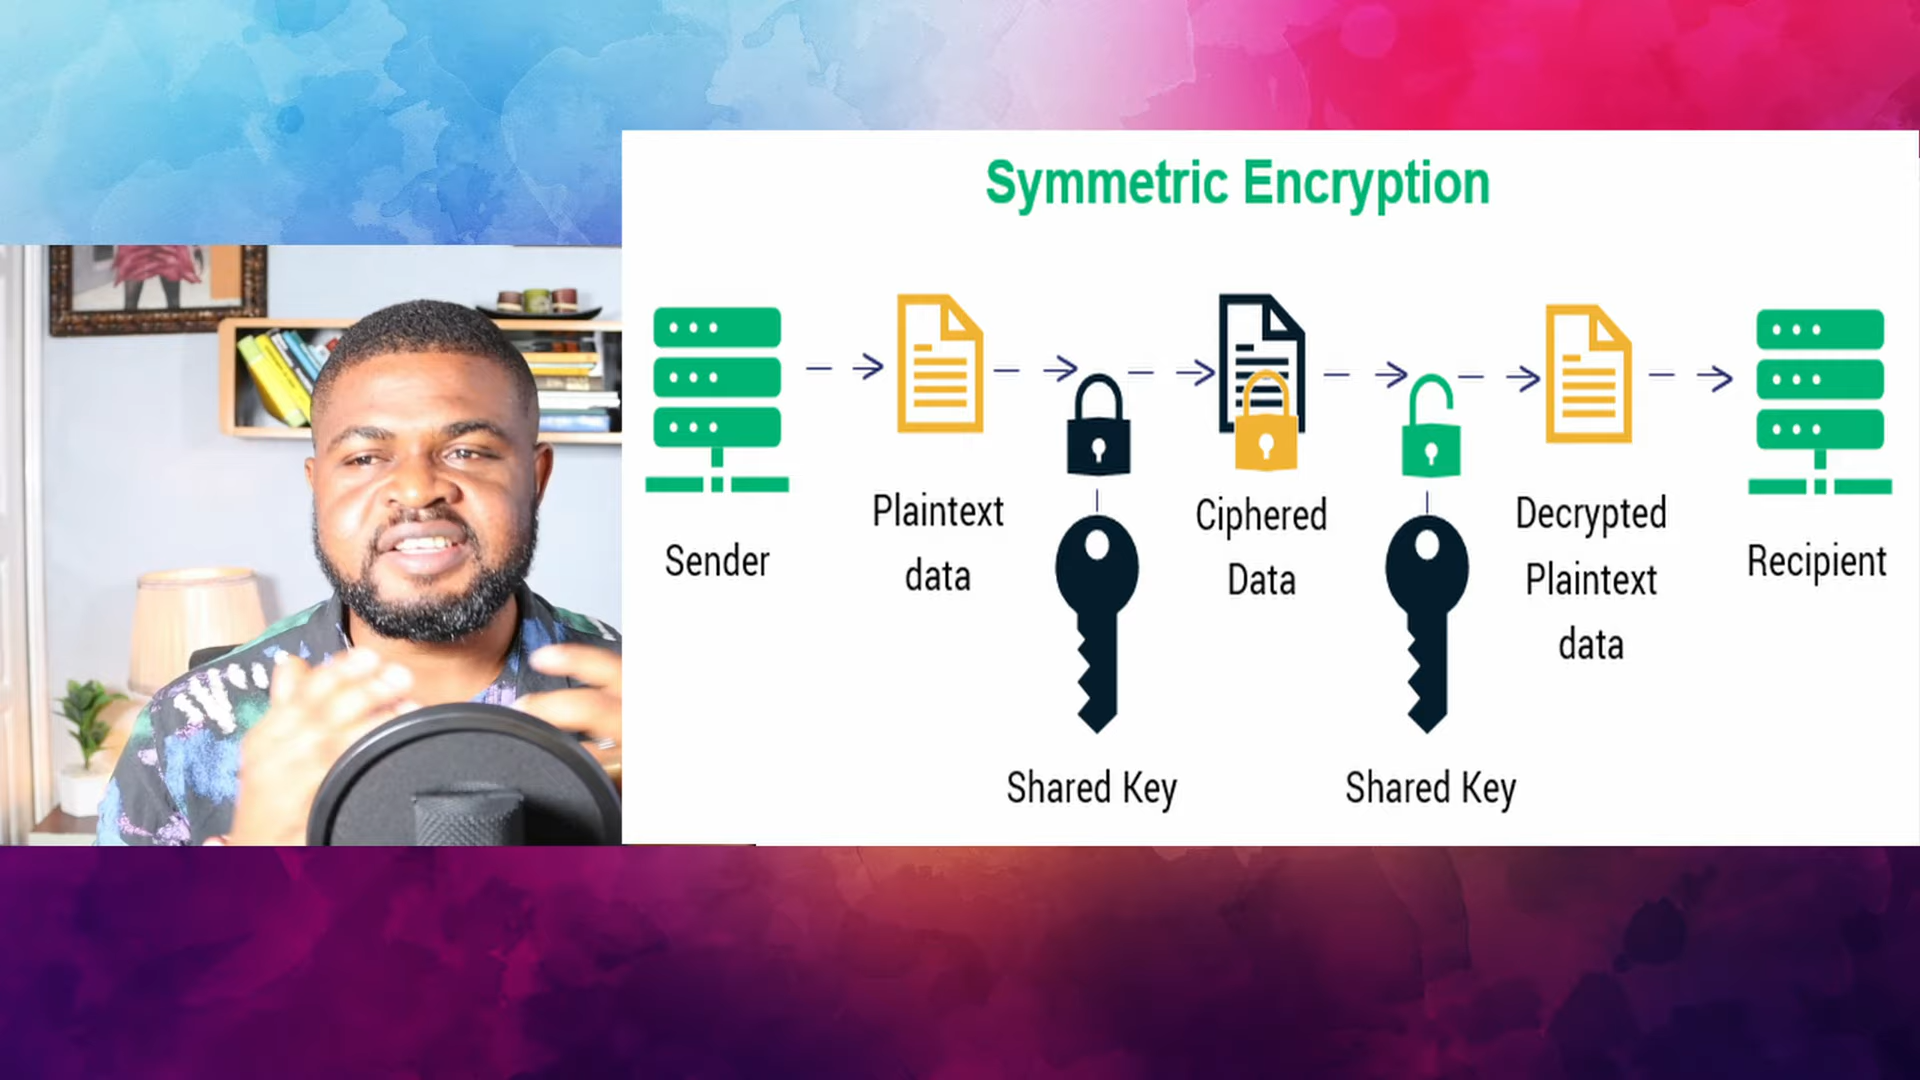 Symmetric Encryption
Sender
Plaintext
data
Shared Key
Ciphered
Data
Shared Key
Decrypted
Plaintext
data
Recipient